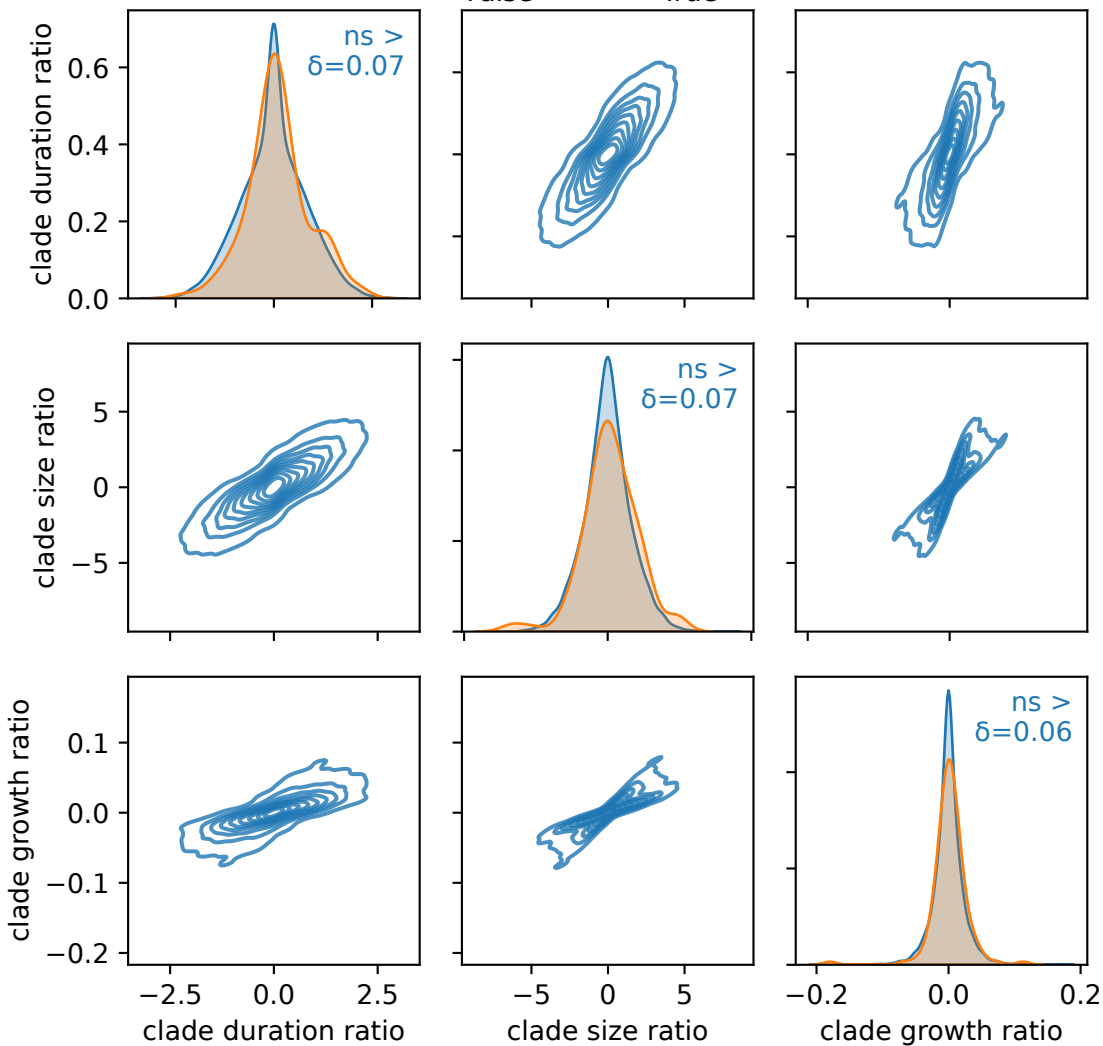 clade duration ratio
0.6
0.4
0.2
0.0
ns >
δ=0.07
clade size ratio
5
0
−5
ns >
δ=0.07
clade growth ratio
0.1
0.0
−0.1
−0.2
ns >
δ=0.06
−2.5
0.0
2.5
−5
0
5
−0.2
0.0
0.2
clade duration ratio
clade size ratio
clade growth ratio